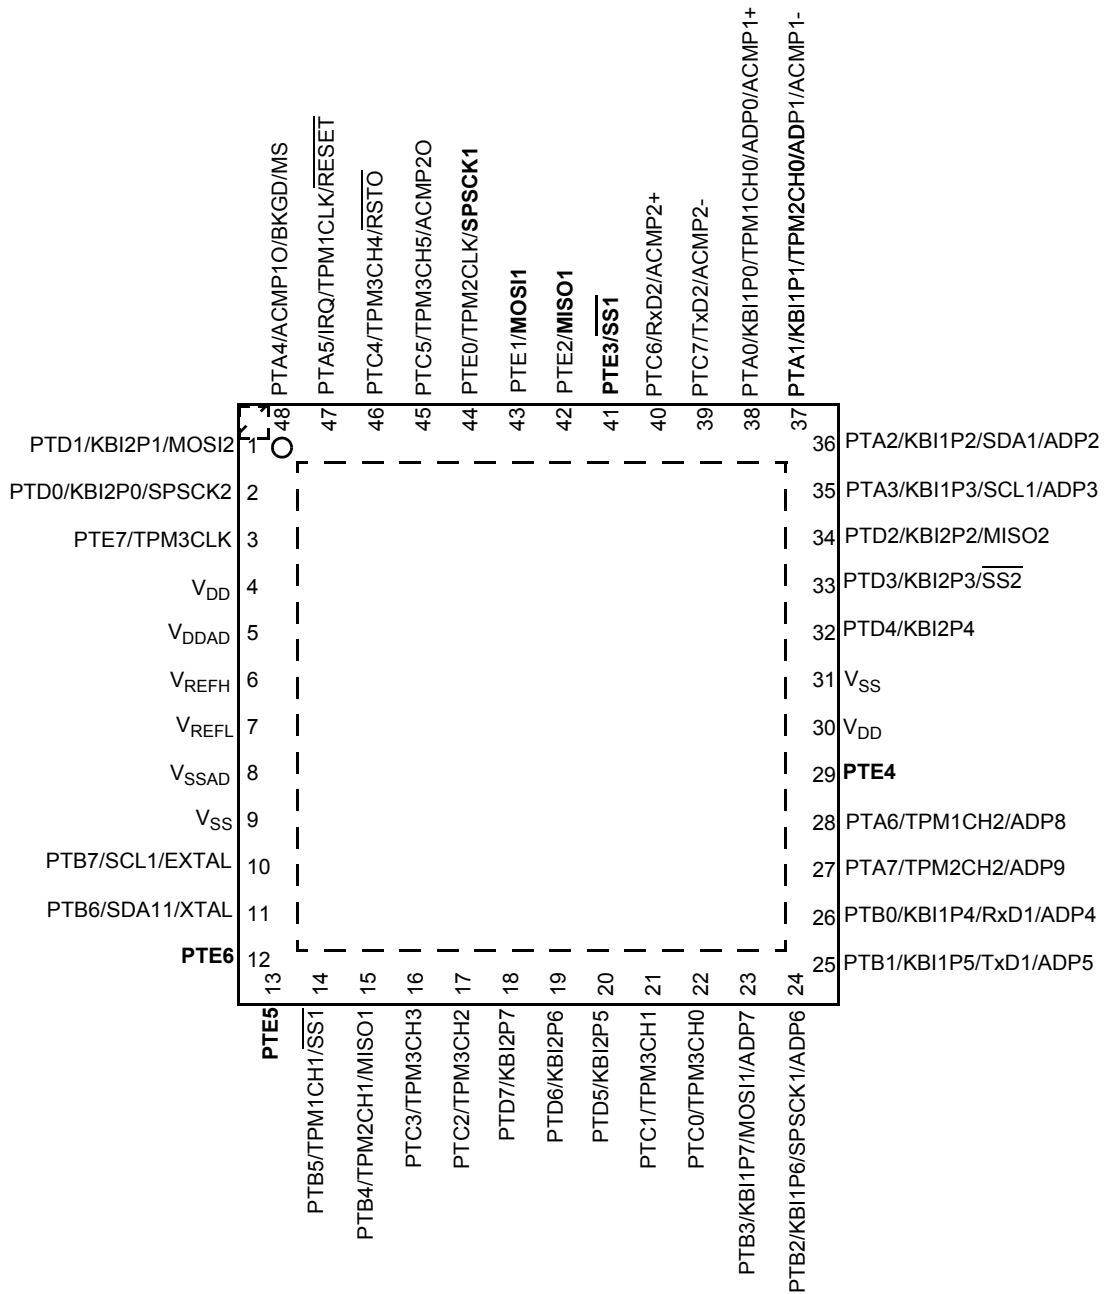 PTD1/KBI2P1/MOSI2 1
PTD0/KBI2P0/SPSCK2 2
PTE7/TPM3CLK 3
VDD 4
VDDAD 5
VREFH 6
VREFL 7
VSSAD 8
VSS 9
PTB7/SCL1/EXTAL 10
PTB6/SDA11/XTAL 11
PTE6 12
13 PTE5
14 PTB5/TPM1CH1/SS1
15 PTB4/TPM2CH1/MISO1
16 PTC3/TPM3CH3
17 PTC2/TPM3CH2
18 PTD7/KBI2P7
19 PTD6/KBI2P6
20 PTD5/KBI2P5
21 PTC1/TPM3CH1
22 PTC0/TPM3CH0
23 PTB3/KBI1P7/MOSI1/ADP7
24 PTB2/KBI1P6/SPSCK1/ADP6
25 PTB1/KBI1P5/TxD1/ADP5
26 PTB0/KBI1P4/RxD1/ADP4
27 PTA7/TPM2CH2/ADP9
28 PTA6/TPM1CH2/ADP8
29 PTE4
30 VDD
31 VSS
32 PTD4/KBI2P4
33 PTD3/KBI2P3/SS2
34 PTD2/KBI2P2/MISO2
35 PTA3/KBI1P3/SCL1/ADP3
36 PTA2/KBI1P2/SDA1/ADP2
37 PTA1/KBI1P1/TPM2CH0/ADP1/ACMP1-
38 PTA0/KBI1P0/TPM1CH0/ADP0/ACMP1+
39 PTC7/TxD2/ACMP2-
40 PTC6/RxD2/ACMP2+
41 PTE3/SS1
42 PTE2/MISO1
43 PTE1/MOSI1
44 PTE0/TPM2CLK/SPSCK1
45 PTC5/TPM3CH5/ACMP2O
46 PTC4/TPM3CH4/RSTO
47 PTA5/IRQ/TPM1CLK/RESET
48 PTA4/ACMP1O/BKGD/MS